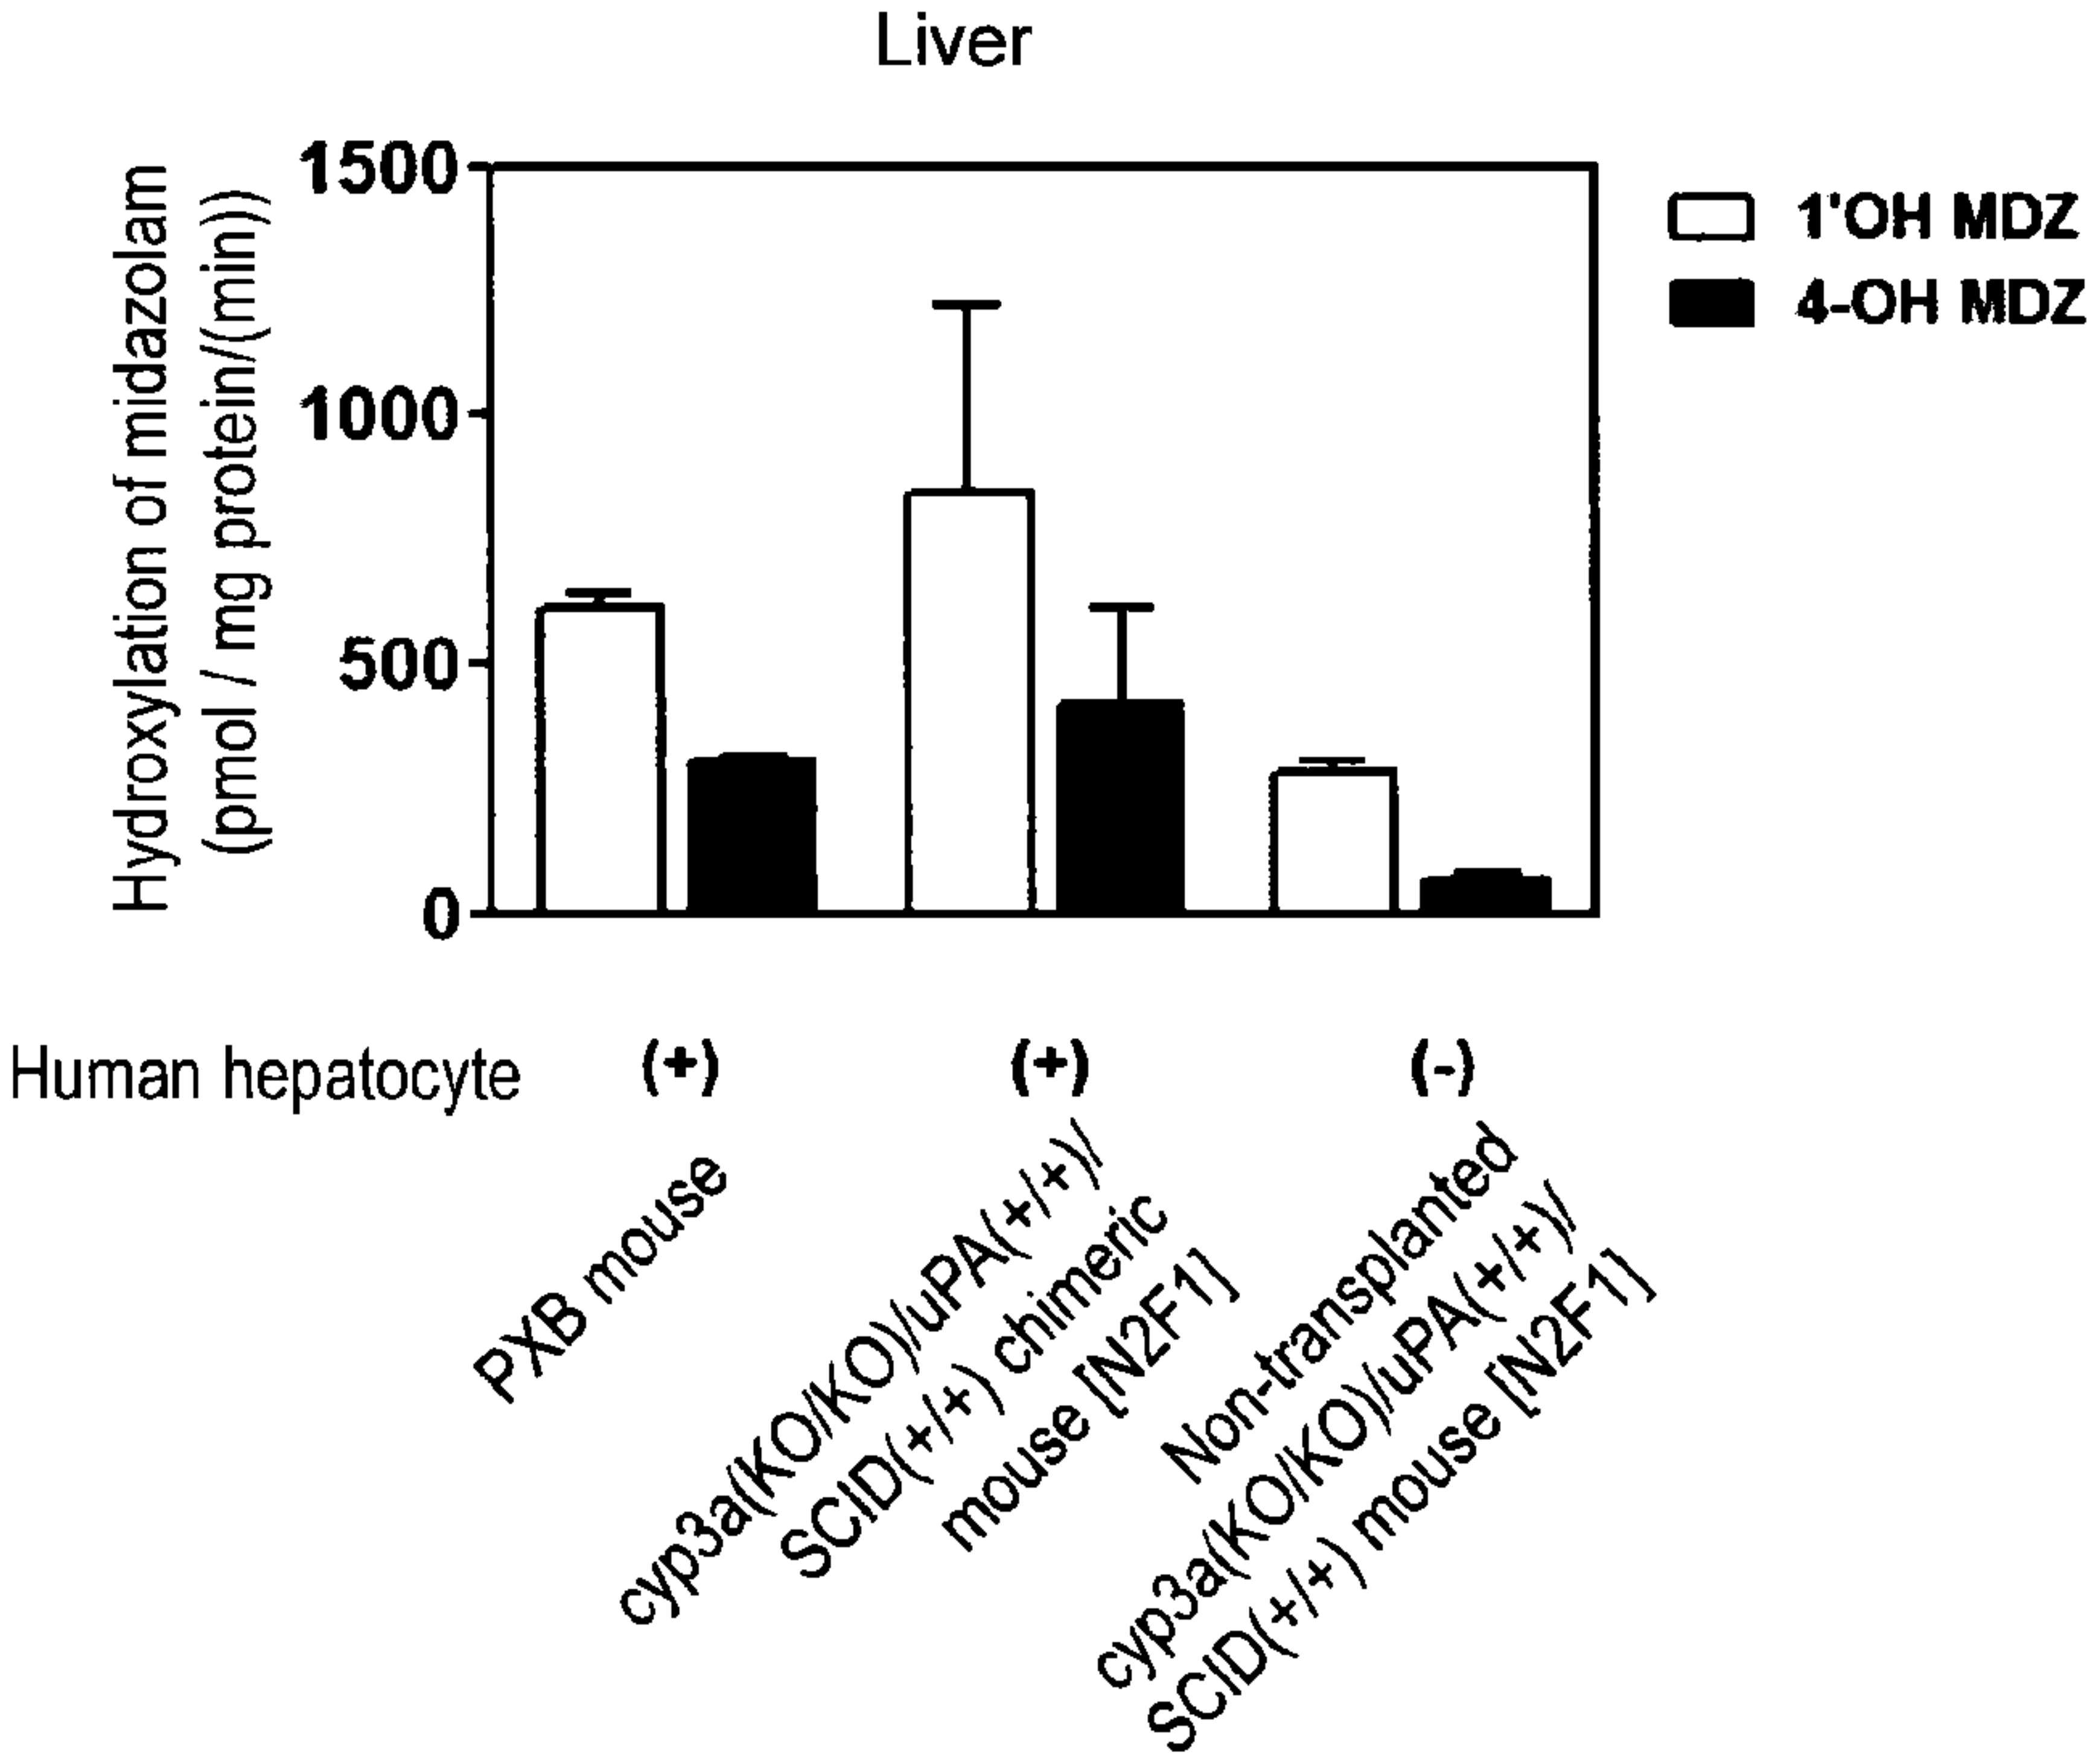 Liver
Hydroxylation of midazolam
(pmol / mg protein/(min))
1500
1000
500
0
1'OH MDZ
4-OH MDZ
Human hepatocyte (+) (+) (-)
PXB mouse
cyp3a(KO/KO)/uPA(+/+)/
SCID(+/+) chimeric
mouse [N2F1]
Non-transplanted
cyp3a(KO/KO)/uPA(+/+)/
SCID(+/+) mouse [N2F1]